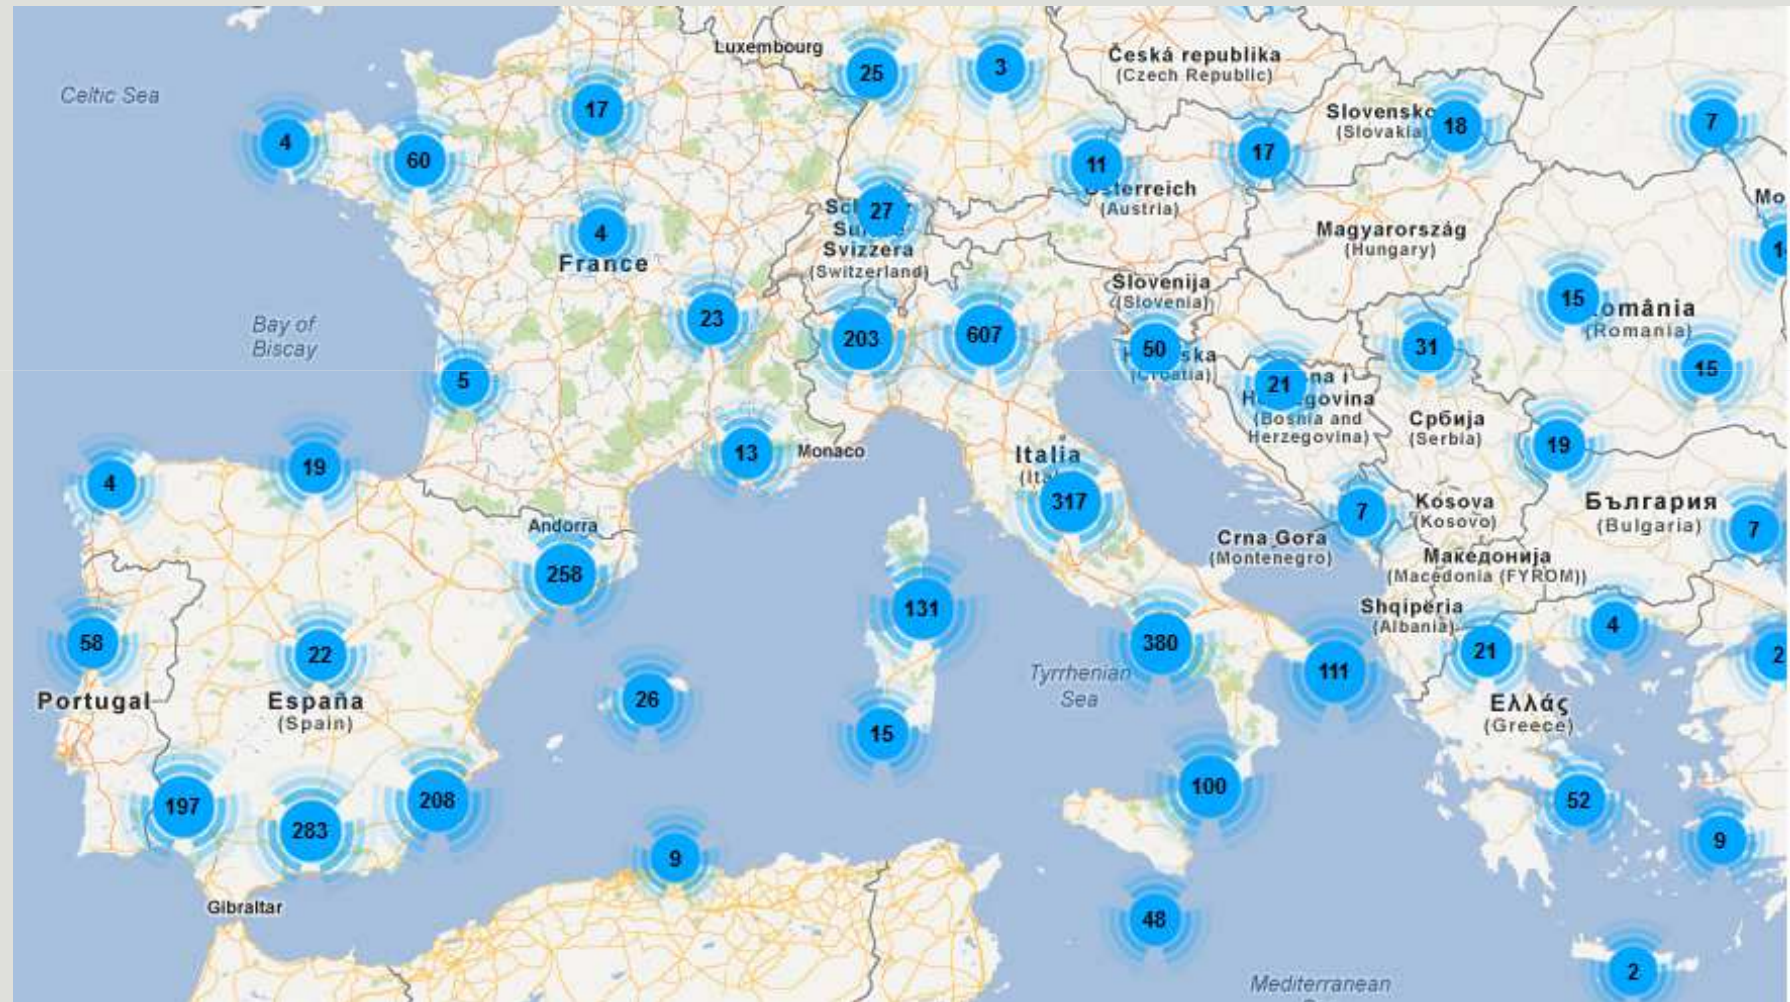 Luxembourg
25
3
Česká republika
(Czech Republic)
Celtic Sea
17
4
60
11
17
Slovensko
(Slovakia)
18
7
27
Österreich
(Austria)
Svizzera
(Switzerland)
4
France
Magyarország
(Hungary)
Slovenija
(Slovenia)
15
România
(Romania)
Bay of
Biscay
23
203
607
50
(Croatia)
31
15
5
21
(Bosnia and
Herzegovina)
Србија
(Serbia)
19
13
Monaco
Italia
317
4
19
Andorra
258
7
Kosova
(Kosovo)
България
(Bulgaria)
7
Crna Gora
(Montenegro)
Македонија
(Macedonia (FYROM))
Shqipëria
(Albania)
131
380
111
21
4
58
Portugal
22
España
(Spain)
26
15
Tyrrhenian
Sea
Ελλάς
(Greece)
197
283
208
100
52
9
9
Gibraltar
48
2
Mediterranean